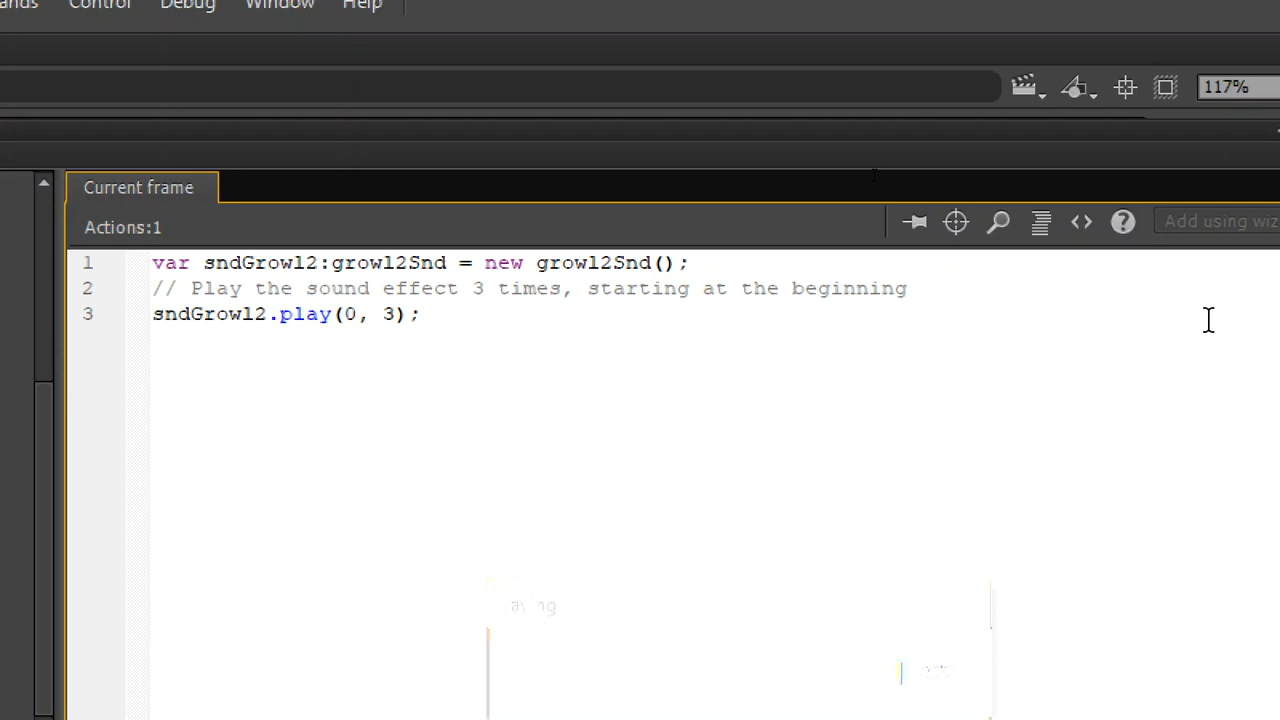 Control Debug Window Help
117%
Current frame
Actions:1
Add using wiz
1 var sndGrowl2:growl2Snd = new growl2Snd();
2 // Play the sound effect 3 times, starting at the beginning
3 sndGrowl2.play(0, 3);